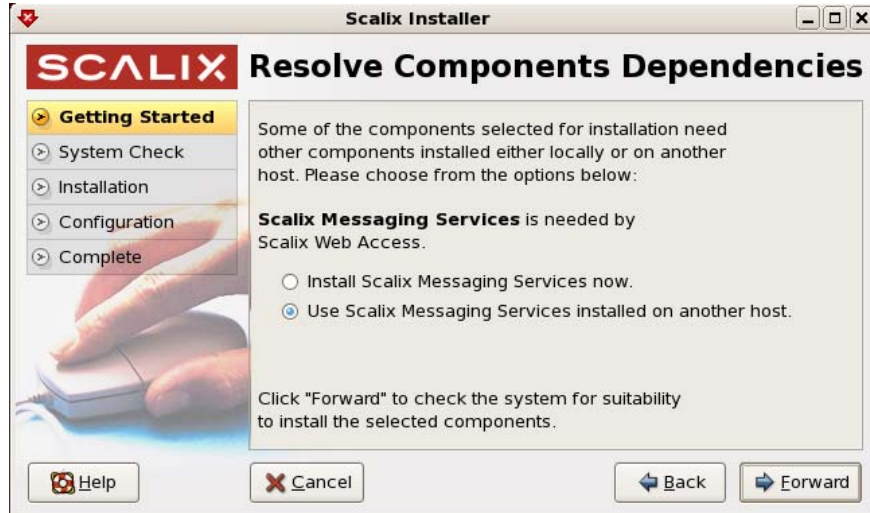 Scalix Installer
SCALIX
Resolve Components Dependencies
Getting Started
System Check
Installation
Configuration
Complete
Some of the components selected for installation need
other components installed either locally or on another
host. Please choose from the options below:
Scalix Messaging Services is needed by
Scalix Web Access.
Install Scalix Messaging Services now.
Use Scalix Messaging Services installed on another host.
Click "Forward" to check the system for suitability
to install the selected components.
Help
Cancel
Back
Forward